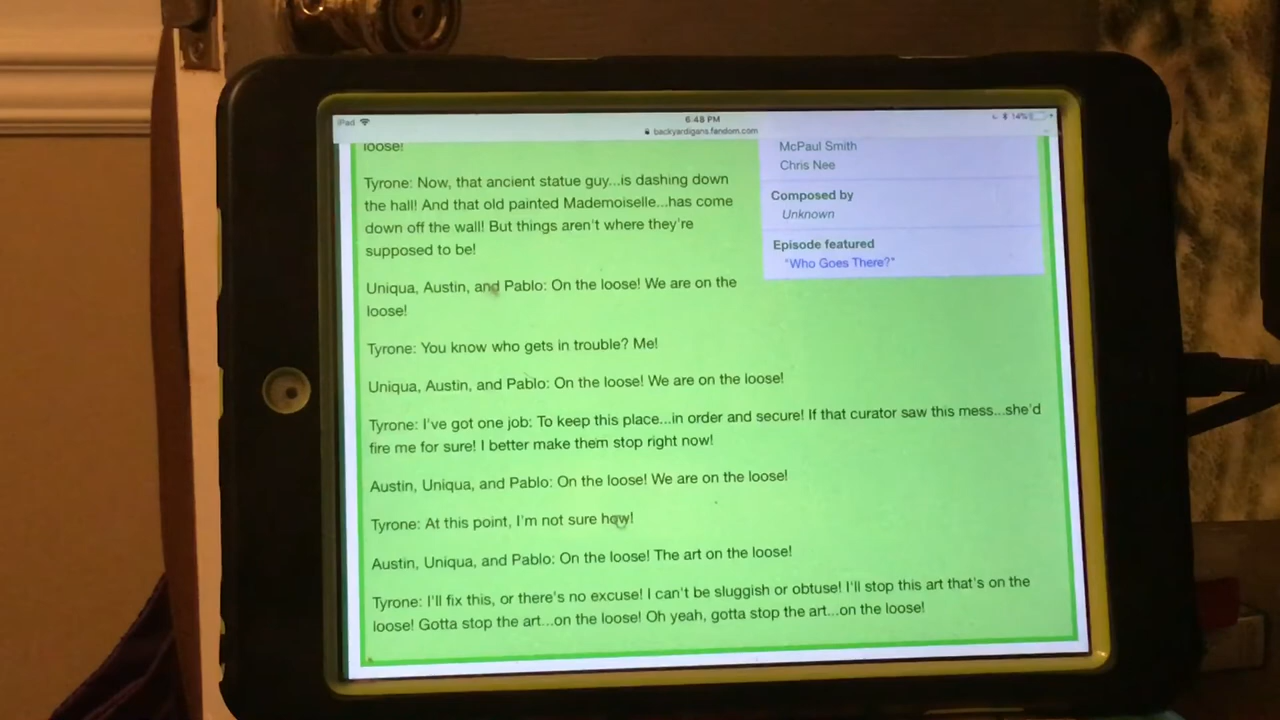 iPad
6:48 PM
14%
backyardigans.fandom.com
loose!
Tyrone: Now, that ancient statue guy...is dashing down
the hall! And that old painted Mademoiselle...has come
down off the wall! But things aren't where they're
supposed to be!
Uniqua, Austin, and Pablo: On the loose! We are on the
loose!
Tyrone: You know who gets in trouble? Me!
Uniqua, Austin, and Pablo: On the loose! We are on the loose!
Tyrone: I've got one job: To keep this place...in order and secure! If that curator saw this mess...she'd
fire me for sure! I better make them stop right now!
Austin, Uniqua, and Pablo: On the loose! We are on the loose!
Tyrone: At this point, I'm not sure how!
Austin, Uniqua, and Pablo: On the loose! The art on the loose!
Tyrone: I'll fix this, or there's no excuse! I can't be sluggish or obtuse! I'll stop this art that's on the
loose! Gotta stop the art...on the loose! Oh yeah, gotta stop the art...on the loose!
McPaul Smith
Chris Nee
Composed by
Unknown
Episode featured
"Who Goes There?"